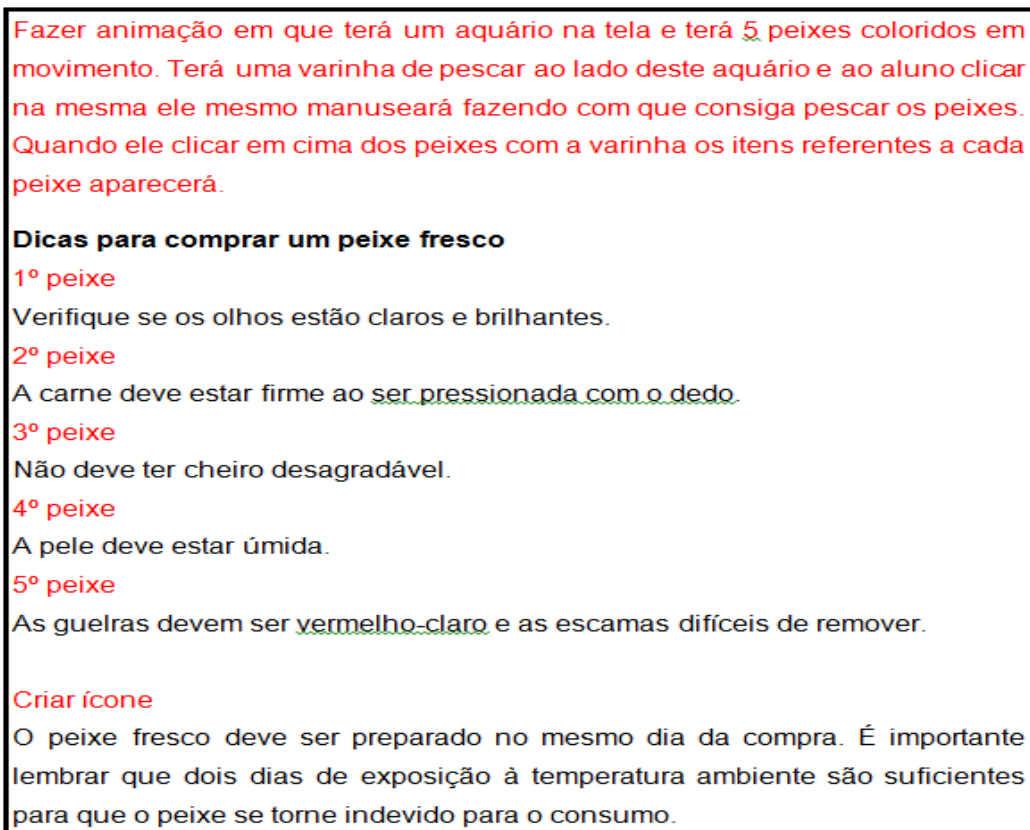 Fazer animação em que terá um aquário na tela e terá 5 peixes coloridos em
movimento. Terá uma varinha de pescar ao lado deste aquário e ao aluno clicar
na mesma ele mesmo manuseará fazendo com que consiga pescar os peixes.
Quando ele clicar em cima dos peixes com a varinha os itens referentes a cada
peixe aparecerá.
Dicas para comprar um peixe fresco
1º peixe
Verifique se os olhos estão claros e brilhantes.
2º peixe
A carne deve estar firme ao ser pressionada com o dedo.
3º peixe
Não deve ter cheiro desagradável.
4º peixe
A pele deve estar úmida.
5º peixe
As guelras devem ser vermelho-claro e as escamas difíceis de remover.
Criar ícone
O peixe fresco deve ser preparado no mesmo dia da compra. É importante
lembrar que dois dias de exposição à temperatura ambiente são suficientes
para que o peixe se torne indevido para o consumo.